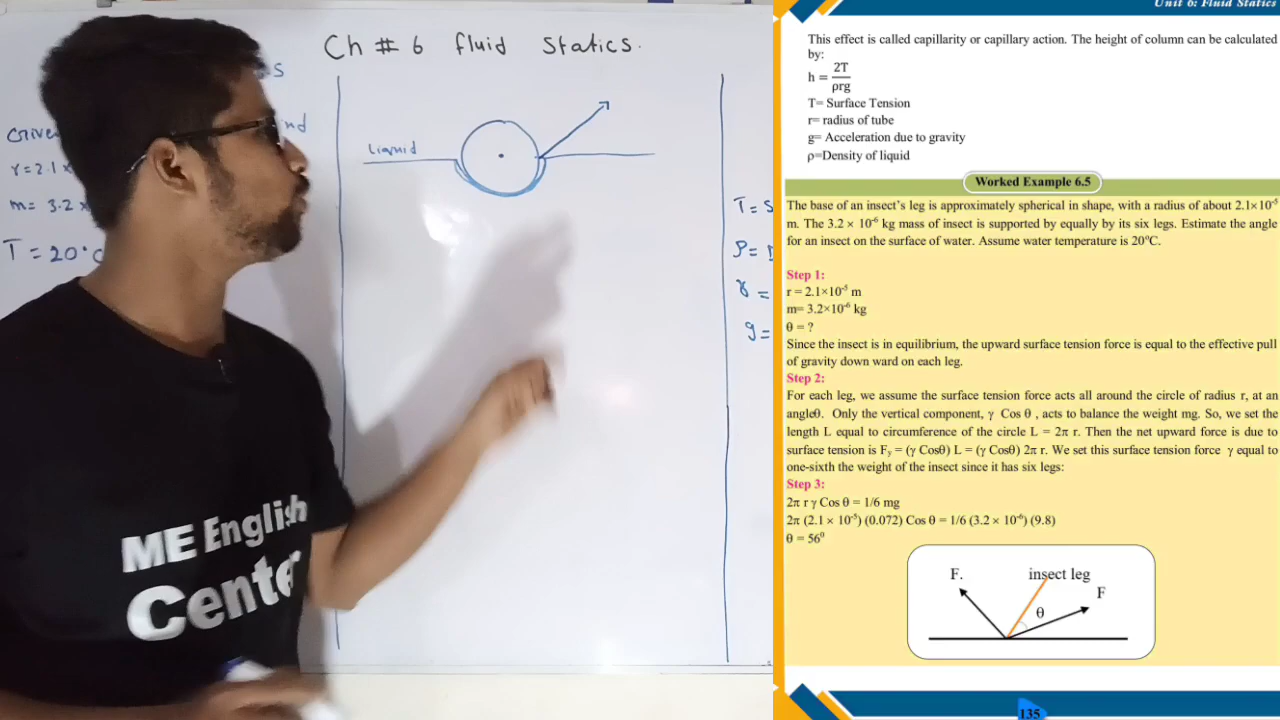 Ch # 6 fluid statics.
Liquid
r = 2.1 x
m = 3.2 x
T = 20°C
ρ =
γ =
g =
ME English
Center
Unit 6: Fluid Statics
This effect is called capillarity or capillary action. The height of column can be calculated
by:
h = 2T/ρrg
T= Surface Tension
r= radius of tube
g= Acceleration due to gravity
ρ=Density of liquid
Worked Example 6.5
The base of an insect's leg is approximately spherical in shape, with a radius of about 2.1×10⁻⁵
m. The 3.2 × 10⁻⁶ kg mass of insect is supported by equally by its six legs. Estimate the angle
for an insect on the surface of water. Assume water temperature is 20°C.
Step 1:
r = 2.1×10⁻⁵ m
m= 3.2×10⁻⁶ kg
θ = ?
Since the insect is in equilibrium, the upward surface tension force is equal to the effective pull
of gravity down ward on each leg.
Step 2:
For each leg, we assume the surface tension force acts all around the circle of radius r, at an
angleθ. Only the vertical component, γ Cos θ , acts to balance the weight mg. So, we set the
length L equal to circumference of the circle L = 2π r. Then the net upward force is due to
surface tension is Fᵧ = (γ Cosθ) L = (γ Cosθ) 2π r. We set this surface tension force γ equal to
one-sixth the weight of the insect since it has six legs:
Step 3:
2π r γ Cos θ = 1/6 mg
2π (2.1 × 10⁻⁵) (0.072) Cos θ = 1/6 (3.2 × 10⁻⁶) (9.8)
θ = 56⁰
F. insect leg
F
θ
135